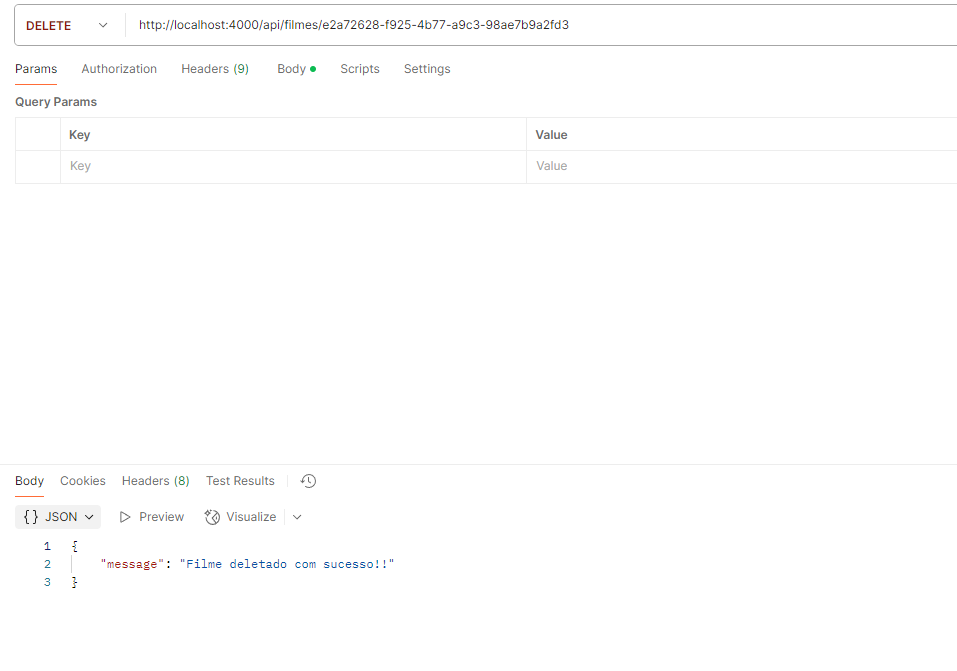 DELETE http://localhost:4000/api/filmes/e2a72628-f925-4b77-a9c3-98ae7b9a2fd3
Params Authorization Headers (9) Body Scripts Settings
Query Params
Key Value
Key Value
Body Cookies Headers (8) Test Results
{} JSON Preview Visualize
1 {
2 "message": "Filme deletado com sucesso!!"
3 }